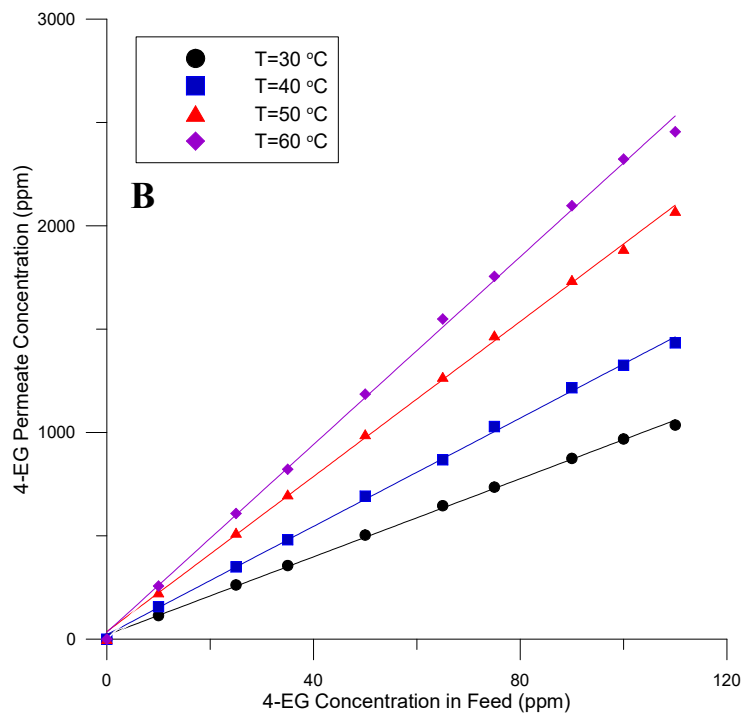 3000
T=30 °C
T=40 °C
T=50 °C
T=60 °C
B
2000
4-EG Permeate Concentration (ppm)
1000
0
0 40 80 120
4-EG Concentration in Feed (ppm)